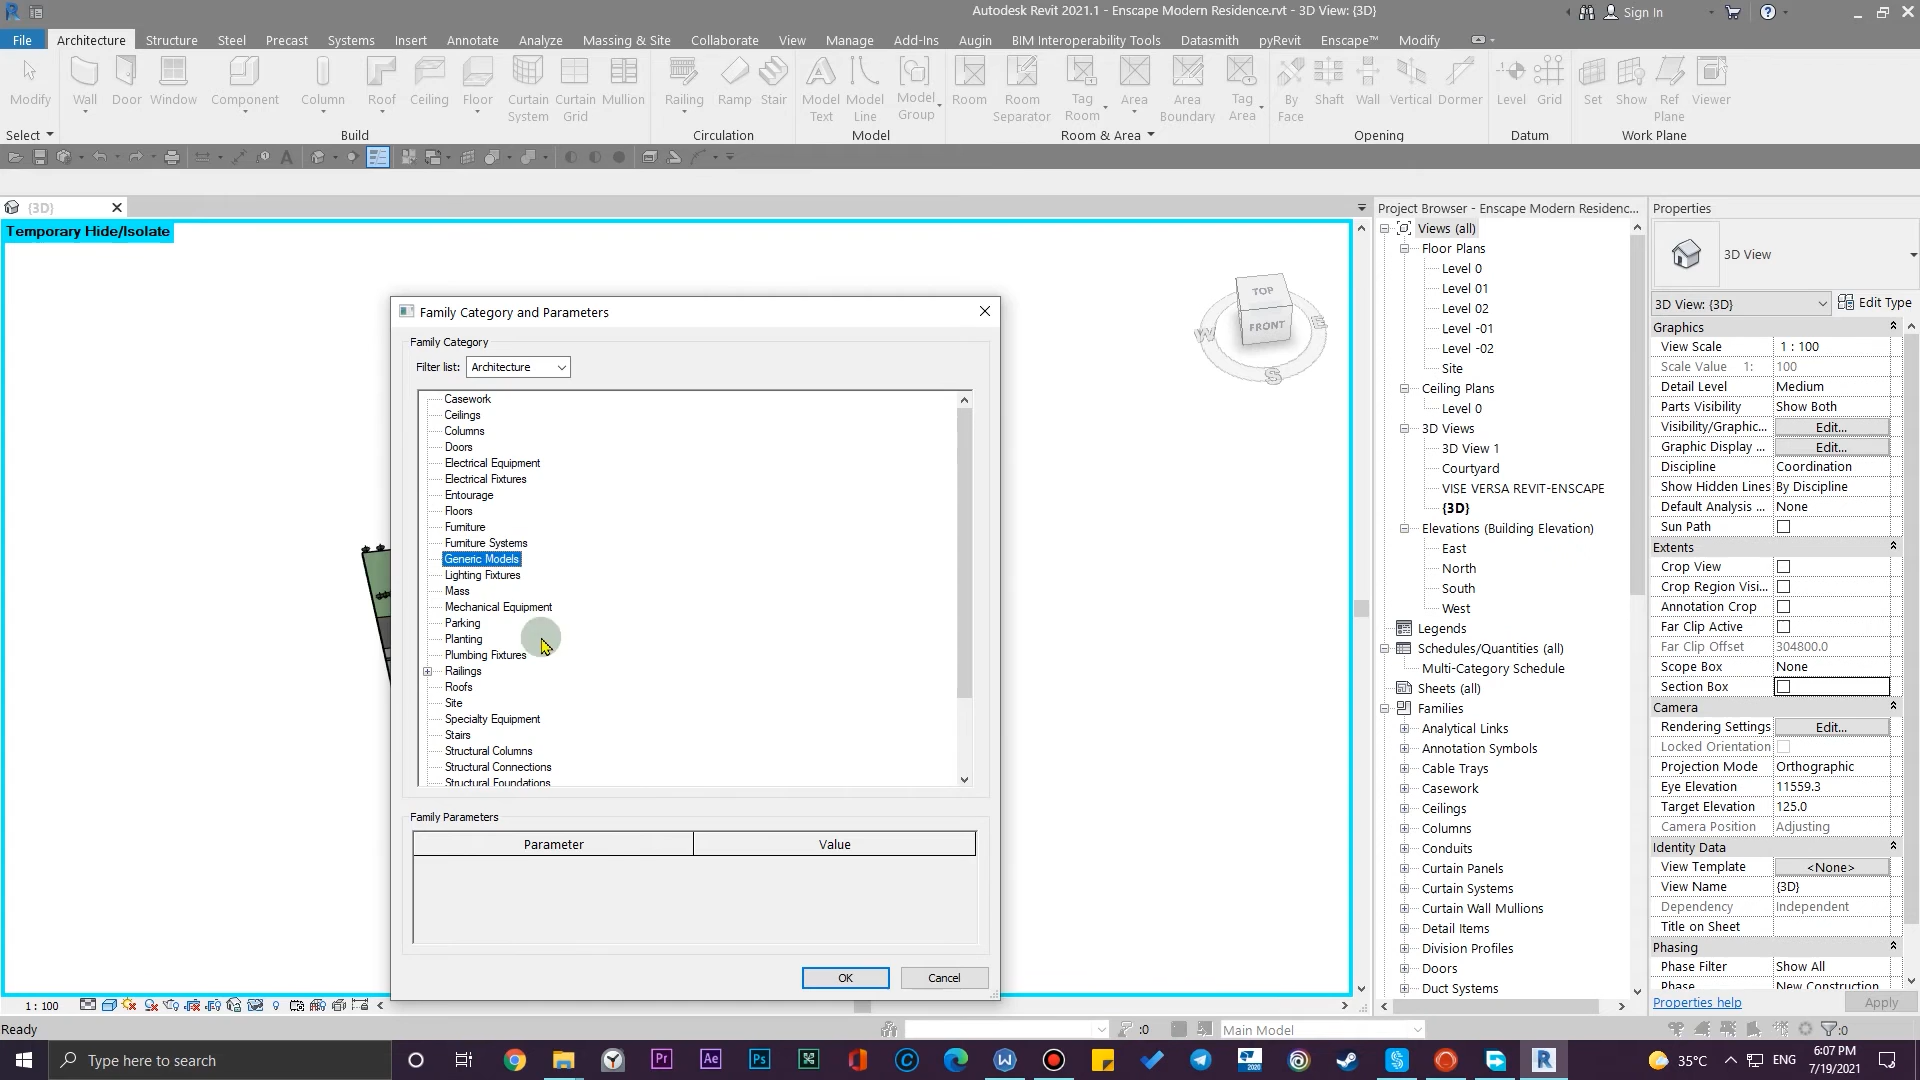 Autodesk Revit 2021.1 - Enscape Modern Residence.rvt - 3D View: {3D}
Sign In
File Architecture Structure Steel Precast Systems Insert Annotate Analyze Massing & Site Collaborate View Manage Add-Ins Augin BIM Interoperability Tools Datasmith pyRevit Enscape™ Modify
Modify Wall Door Window Component Column Roof Ceiling Floor Curtain System Curtain Grid Mullion Railing Ramp Stair Model Text Model Line Model Group Room Room Separator Tag Room Area Area Boundary Tag Area By Face Shaft Wall Vertical Dormer Level Grid Set Show Ref Plane Viewer
Select Build Circulation Model Room & Area Opening Datum Work Plane
{3D}
Temporary Hide/Isolate
TOP
FRONT
W
E
S
Family Category and Parameters
Family Category
Filter list: Architecture
Casework
Ceilings
Columns
Doors
Electrical Equipment
Electrical Fixtures
Entourage
Floors
Furniture
Furniture Systems
Generic Models
Lighting Fixtures
Mass
Mechanical Equipment
Parking
Planting
Plumbing Fixtures
Railings
Roofs
Site
Specialty Equipment
Stairs
Structural Columns
Structural Connections
Structural Foundations
Family Parameters
Parameter Value
OK Cancel
Project Browser - Enscape Modern Residenc...
Views (all)
Floor Plans
Level 0
Level 01
Level 02
Level -01
Level -02
Site
Ceiling Plans
Level 0
3D Views
3D View 1
Courtyard
VISE VERSA REVIT-ENSCAPE
{3D}
Elevations (Building Elevation)
East
North
South
West
Legends
Schedules/Quantities (all)
Multi-Category Schedule
Sheets (all)
Families
Analytical Links
Annotation Symbols
Cable Trays
Casework
Ceilings
Columns
Conduits
Curtain Panels
Curtain Systems
Curtain Wall Mullions
Detail Items
Division Profiles
Doors
Duct Systems
Properties
3D View
3D View: {3D} Edit Type
Graphics
View Scale 1 : 100
Scale Value 1: 100
Detail Level Medium
Parts Visibility Show Both
Visibility/Graphic... Edit...
Graphic Display ... Edit...
Discipline Coordination
Show Hidden Lines By Discipline
Default Analysis ... None
Sun Path
Extents
Crop View
Crop Region Visi...
Annotation Crop
Far Clip Active
Far Clip Offset 304800.0
Scope Box None
Section Box
Camera
Rendering Settings Edit...
Locked Orientation
Projection Mode Orthographic
Eye Elevation 11559.3
Target Elevation 125.0
Camera Position Adjusting
Identity Data
View Template <None>
View Name {3D}
Dependency Independent
Title on Sheet
Phasing
Phase Filter Show All
Phase New Construction
Properties help Apply
1 : 100
Ready :0 Main Model :0
Type here to search
Pr Ae Ps W 2020 R
35°C ENG 6:07 PM
7/19/2021